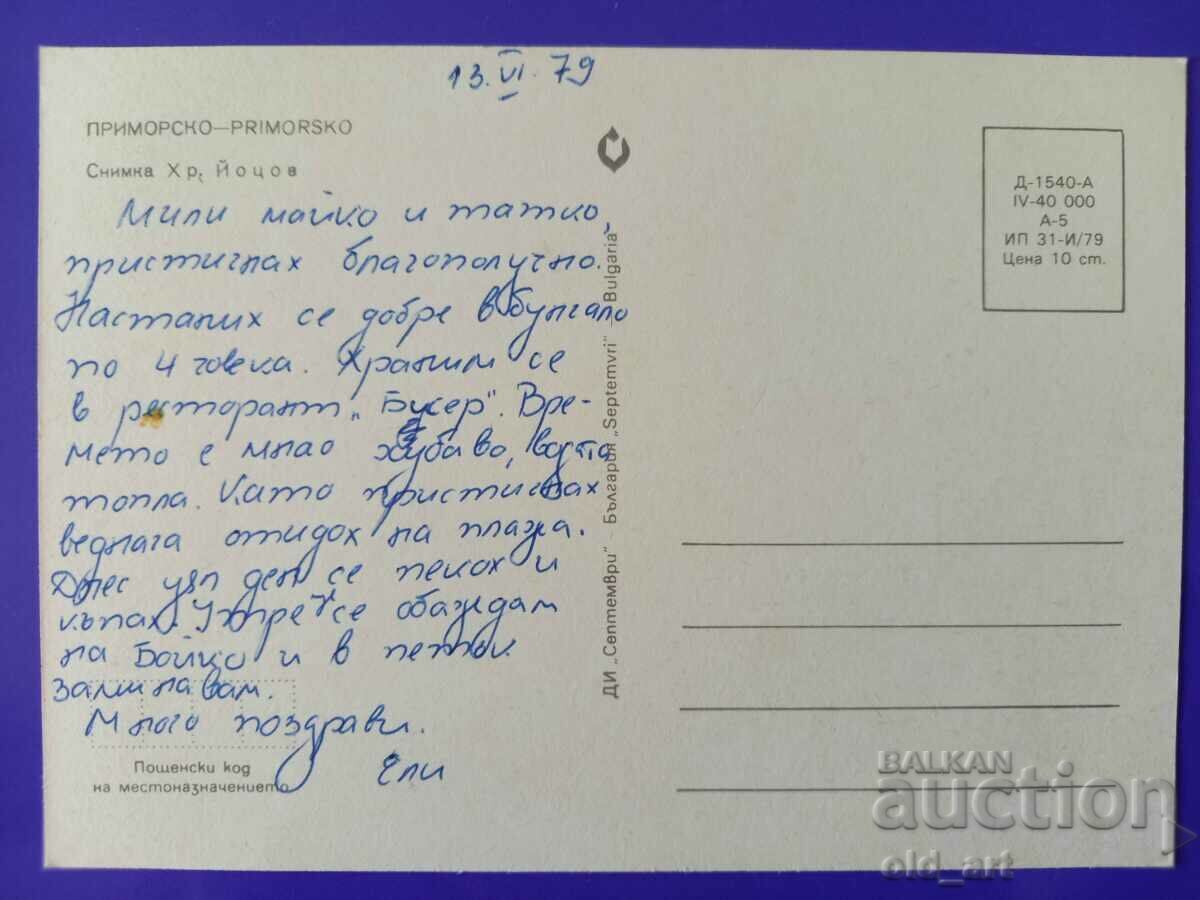 13.VI.79
ПРИМОРСКО—PRIMORSKO
Снимка Хр. Йоцов
Мили майко и татко,
пристигнах благополучно.
Настаних се добре в бунгало
по 4 човека. Храним се
в ресторант „Бисер“. Вре-
мето е много хубаво, водата
топла. Като пристигнах
веднага отидох на плажа.
Днес цял ден се пекох и
къпах. Утре се обаждам
на Бойко и в петък
заминавам.
Много поздрави.
Ели
Пощенски код
на местоназначението
ДИ „Септември“ – България „Septemvri“ – Bulgaria
Д-1540-А
IV-40 000
А-5
ИП 31-И/79
Цена 10 ст.
BALKAN
auction
old_art